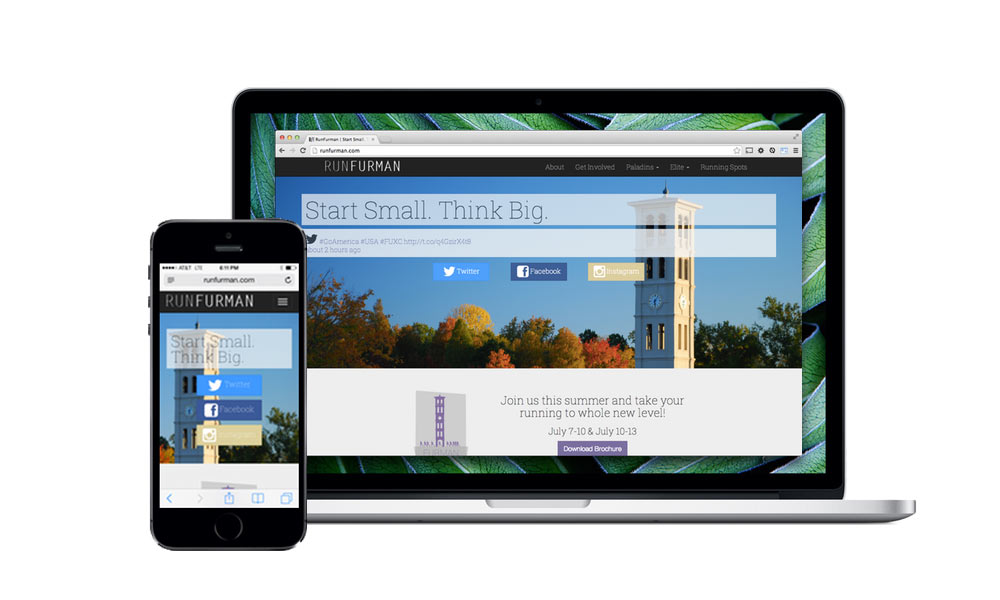 RunFurman | Start Small. T
runfurman.com
RUNFURMAN
About Get Involved Paladins Elite Running Spots
Start Small. Think Big.
#GoAmerica #USA #FUXC http://t.co/q4GzirX4t8
about 2 hours ago
Twitter Facebook Instagram
Join us this summer and take your
running to whole new level!
July 7-10 & July 10-13
Download Brochure
FURMAN
AT&T LTE 6:11 PM
runfurman.com
RUNFURMAN
Start Small.
Think Big.
Twitter
Facebook
Instagram